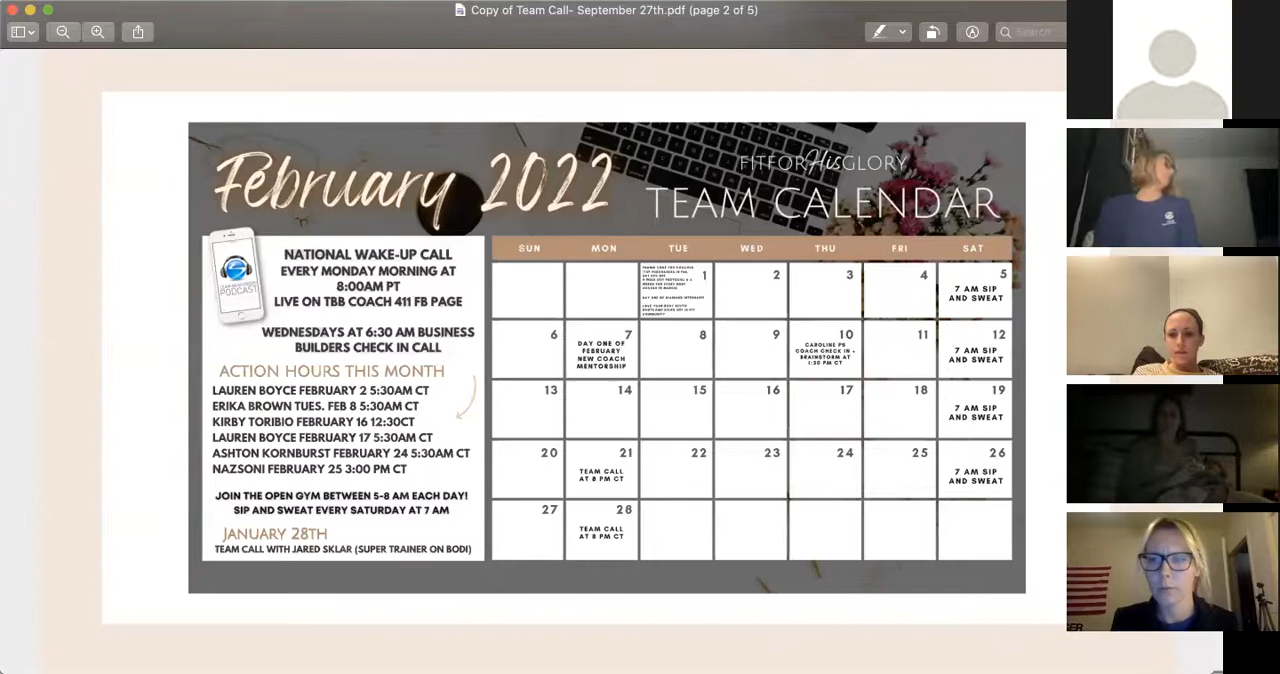 Copy of Team Call- September 27th.pdf (page 2 of 5)
Search
February 2022
FITFORHisGLORY
TEAM CALENDAR
NATIONAL WAKE-UP CALL
EVERY MONDAY MORNING AT
8:00AM PT
LIVE ON TBB COACH 411 FB PAGE
PODCAST
WEDNESDAYS AT 6:30 AM BUSINESS
BUILDERS CHECK IN CALL
ACTION HOURS THIS MONTH
LAUREN BOYCE FEBRUARY 2 5:30AM CT
ERIKA BROWN TUES. FEB 8 5:30AM CT
KIRBY TORIBIO FEBRUARY 16 12:30CT
LAUREN BOYCE FEBRUARY 17 5:30AM CT
ASHTON KORNBURST FEBRUARY 24 5:30AM CT
NAZSONI FEBRUARY 25 3:00 PM CT
JOIN THE OPEN GYM BETWEEN 5-8 AM EACH DAY!
SIP AND SWEAT EVERY SATURDAY AT 7 AM
JANUARY 28TH
TEAM CALL WITH JARED SKLAR (SUPER TRAINER ON BODI)
SUN MON TUE WED THU FRI SAT
1 2 3 4 5
7 AM SIP
AND SWEAT
6 7 8 9 10 11 12
DAY ONE OF
FEBRUARY
NEW COACH
MENTORSHIP
CAROLINE PS
COACH CHECK IN +
BRAINSTORM AT
1:30 PM CT
7 AM SIP
AND SWEAT
13 14 15 16 17 18 19
7 AM SIP
AND SWEAT
20 21 22 23 24 25 26
TEAM CALL
AT 8 PM CT
7 AM SIP
AND SWEAT
27 28
TEAM CALL
AT 8 PM CT